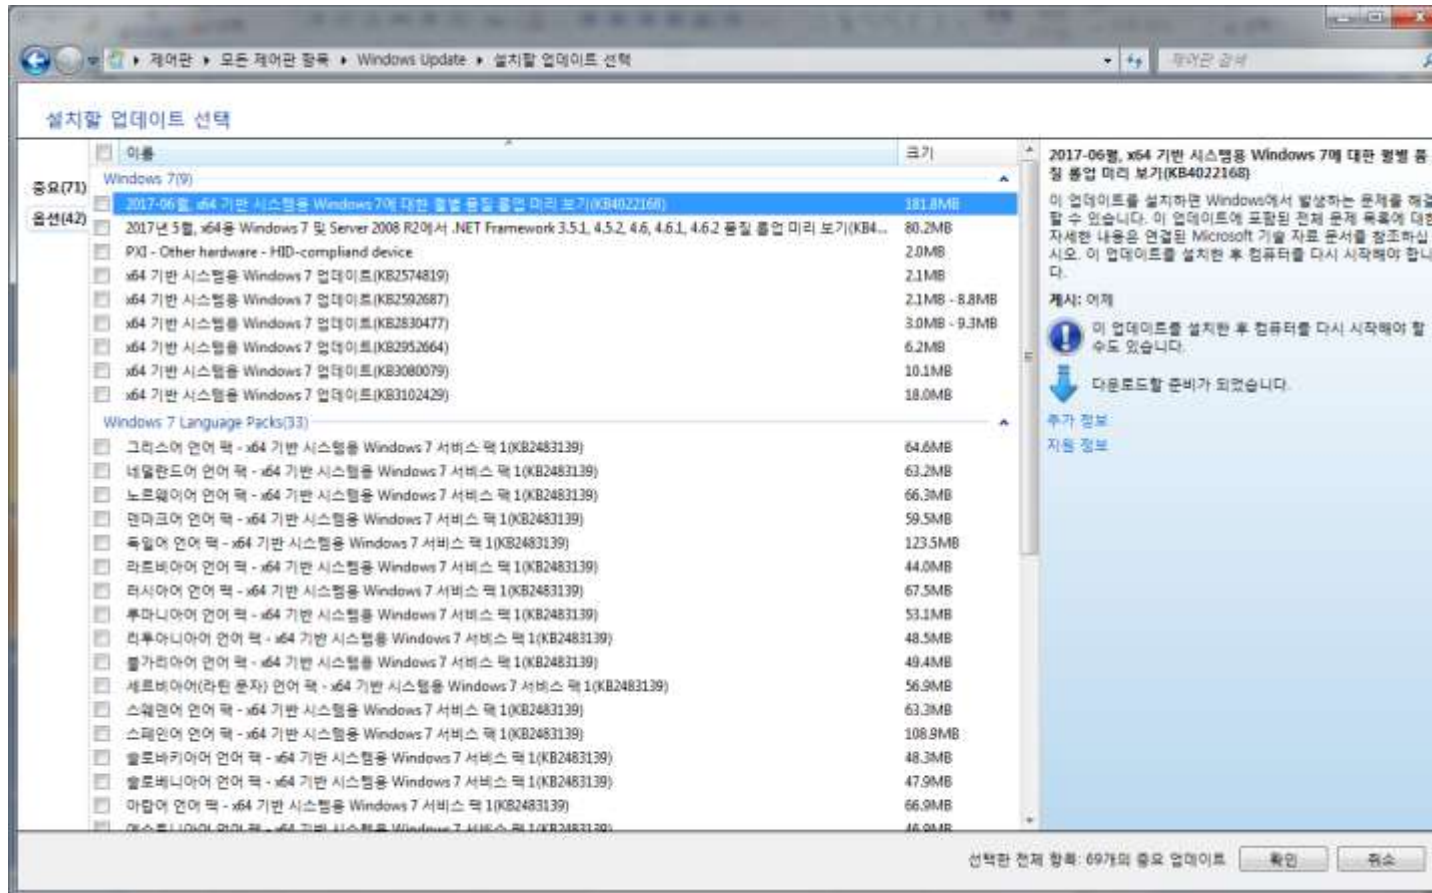 제어판 ▸ 모든 제어판 항목 ▸ Windows Update ▸ 설치할 업데이트 선택
제어판 검색
설치할 업데이트 선택
중요(71)
옵션(42)
이름 크기
Windows 7(9)
2017-06월, x64 기반 시스템용 Windows 7에 대한 월별 품질 롤업 미리 보기(KB4022168) 181.8MB
2017년 5월, x64용 Windows 7 및 Server 2008 R2에서 .NET Framework 3.5.1, 4.5.2, 4.6, 4.6.1, 4.6.2 품질 롤업 미리 보기(KB4... 80.2MB
PXI - Other hardware - HID-compliand device 2.0MB
x64 기반 시스템용 Windows 7 업데이트(KB2574819) 2.1MB
x64 기반 시스템용 Windows 7 업데이트(KB2592687) 2.1MB - 8.8MB
x64 기반 시스템용 Windows 7 업데이트(KB2830477) 3.0MB - 9.3MB
x64 기반 시스템용 Windows 7 업데이트(KB2952664) 6.2MB
x64 기반 시스템용 Windows 7 업데이트(KB3080079) 10.1MB
x64 기반 시스템용 Windows 7 업데이트(KB3102429) 18.0MB
Windows 7 Language Packs(33)
그리스어 언어 팩 - x64 기반 시스템용 Windows 7 서비스 팩 1(KB2483139) 64.6MB
네덜란드어 언어 팩 - x64 기반 시스템용 Windows 7 서비스 팩 1(KB2483139) 63.2MB
노르웨이어 언어 팩 - x64 기반 시스템용 Windows 7 서비스 팩 1(KB2483139) 66.3MB
덴마크어 언어 팩 - x64 기반 시스템용 Windows 7 서비스 팩 1(KB2483139) 59.5MB
독일어 언어 팩 - x64 기반 시스템용 Windows 7 서비스 팩 1(KB2483139) 123.5MB
라트비아어 언어 팩 - x64 기반 시스템용 Windows 7 서비스 팩 1(KB2483139) 44.0MB
러시아어 언어 팩 - x64 기반 시스템용 Windows 7 서비스 팩 1(KB2483139) 67.5MB
루마니아어 언어 팩 - x64 기반 시스템용 Windows 7 서비스 팩 1(KB2483139) 53.1MB
리투아니아어 언어 팩 - x64 기반 시스템용 Windows 7 서비스 팩 1(KB2483139) 48.5MB
불가리아어 언어 팩 - x64 기반 시스템용 Windows 7 서비스 팩 1(KB2483139) 49.4MB
세르비아어(라틴 문자) 언어 팩 - x64 기반 시스템용 Windows 7 서비스 팩 1(KB2483139) 56.9MB
스웨덴어 언어 팩 - x64 기반 시스템용 Windows 7 서비스 팩 1(KB2483139) 63.3MB
스페인어 언어 팩 - x64 기반 시스템용 Windows 7 서비스 팩 1(KB2483139) 108.9MB
슬로바키아어 언어 팩 - x64 기반 시스템용 Windows 7 서비스 팩 1(KB2483139) 48.3MB
슬로베니아어 언어 팩 - x64 기반 시스템용 Windows 7 서비스 팩 1(KB2483139) 47.9MB
아랍어 언어 팩 - x64 기반 시스템용 Windows 7 서비스 팩 1(KB2483139) 66.9MB
에스토니아어 언어 팩 - x64 기반 시스템용 Windows 7 서비스 팩 1(KB2483139) 46.9MB
2017-06월, x64 기반 시스템용 Windows 7에 대한 월별 품
질 롤업 미리 보기(KB4022168)
이 업데이트를 설치하면 Windows에서 발생하는 문제를 해결
할 수 있습니다. 이 업데이트에 포함된 전체 문제 목록에 대한
자세한 내용은 연결된 Microsoft 기술 자료 문서를 참조하십
시오. 이 업데이트를 설치한 후 컴퓨터를 다시 시작해야 합니
다.
게시: 어제
이 업데이트를 설치한 후 컴퓨터를 다시 시작해야 할
수도 있습니다.
다운로드할 준비가 되었습니다.
추가 정보
지원 정보
선택한 전체 항목: 69개의 중요 업데이트 확인 취소